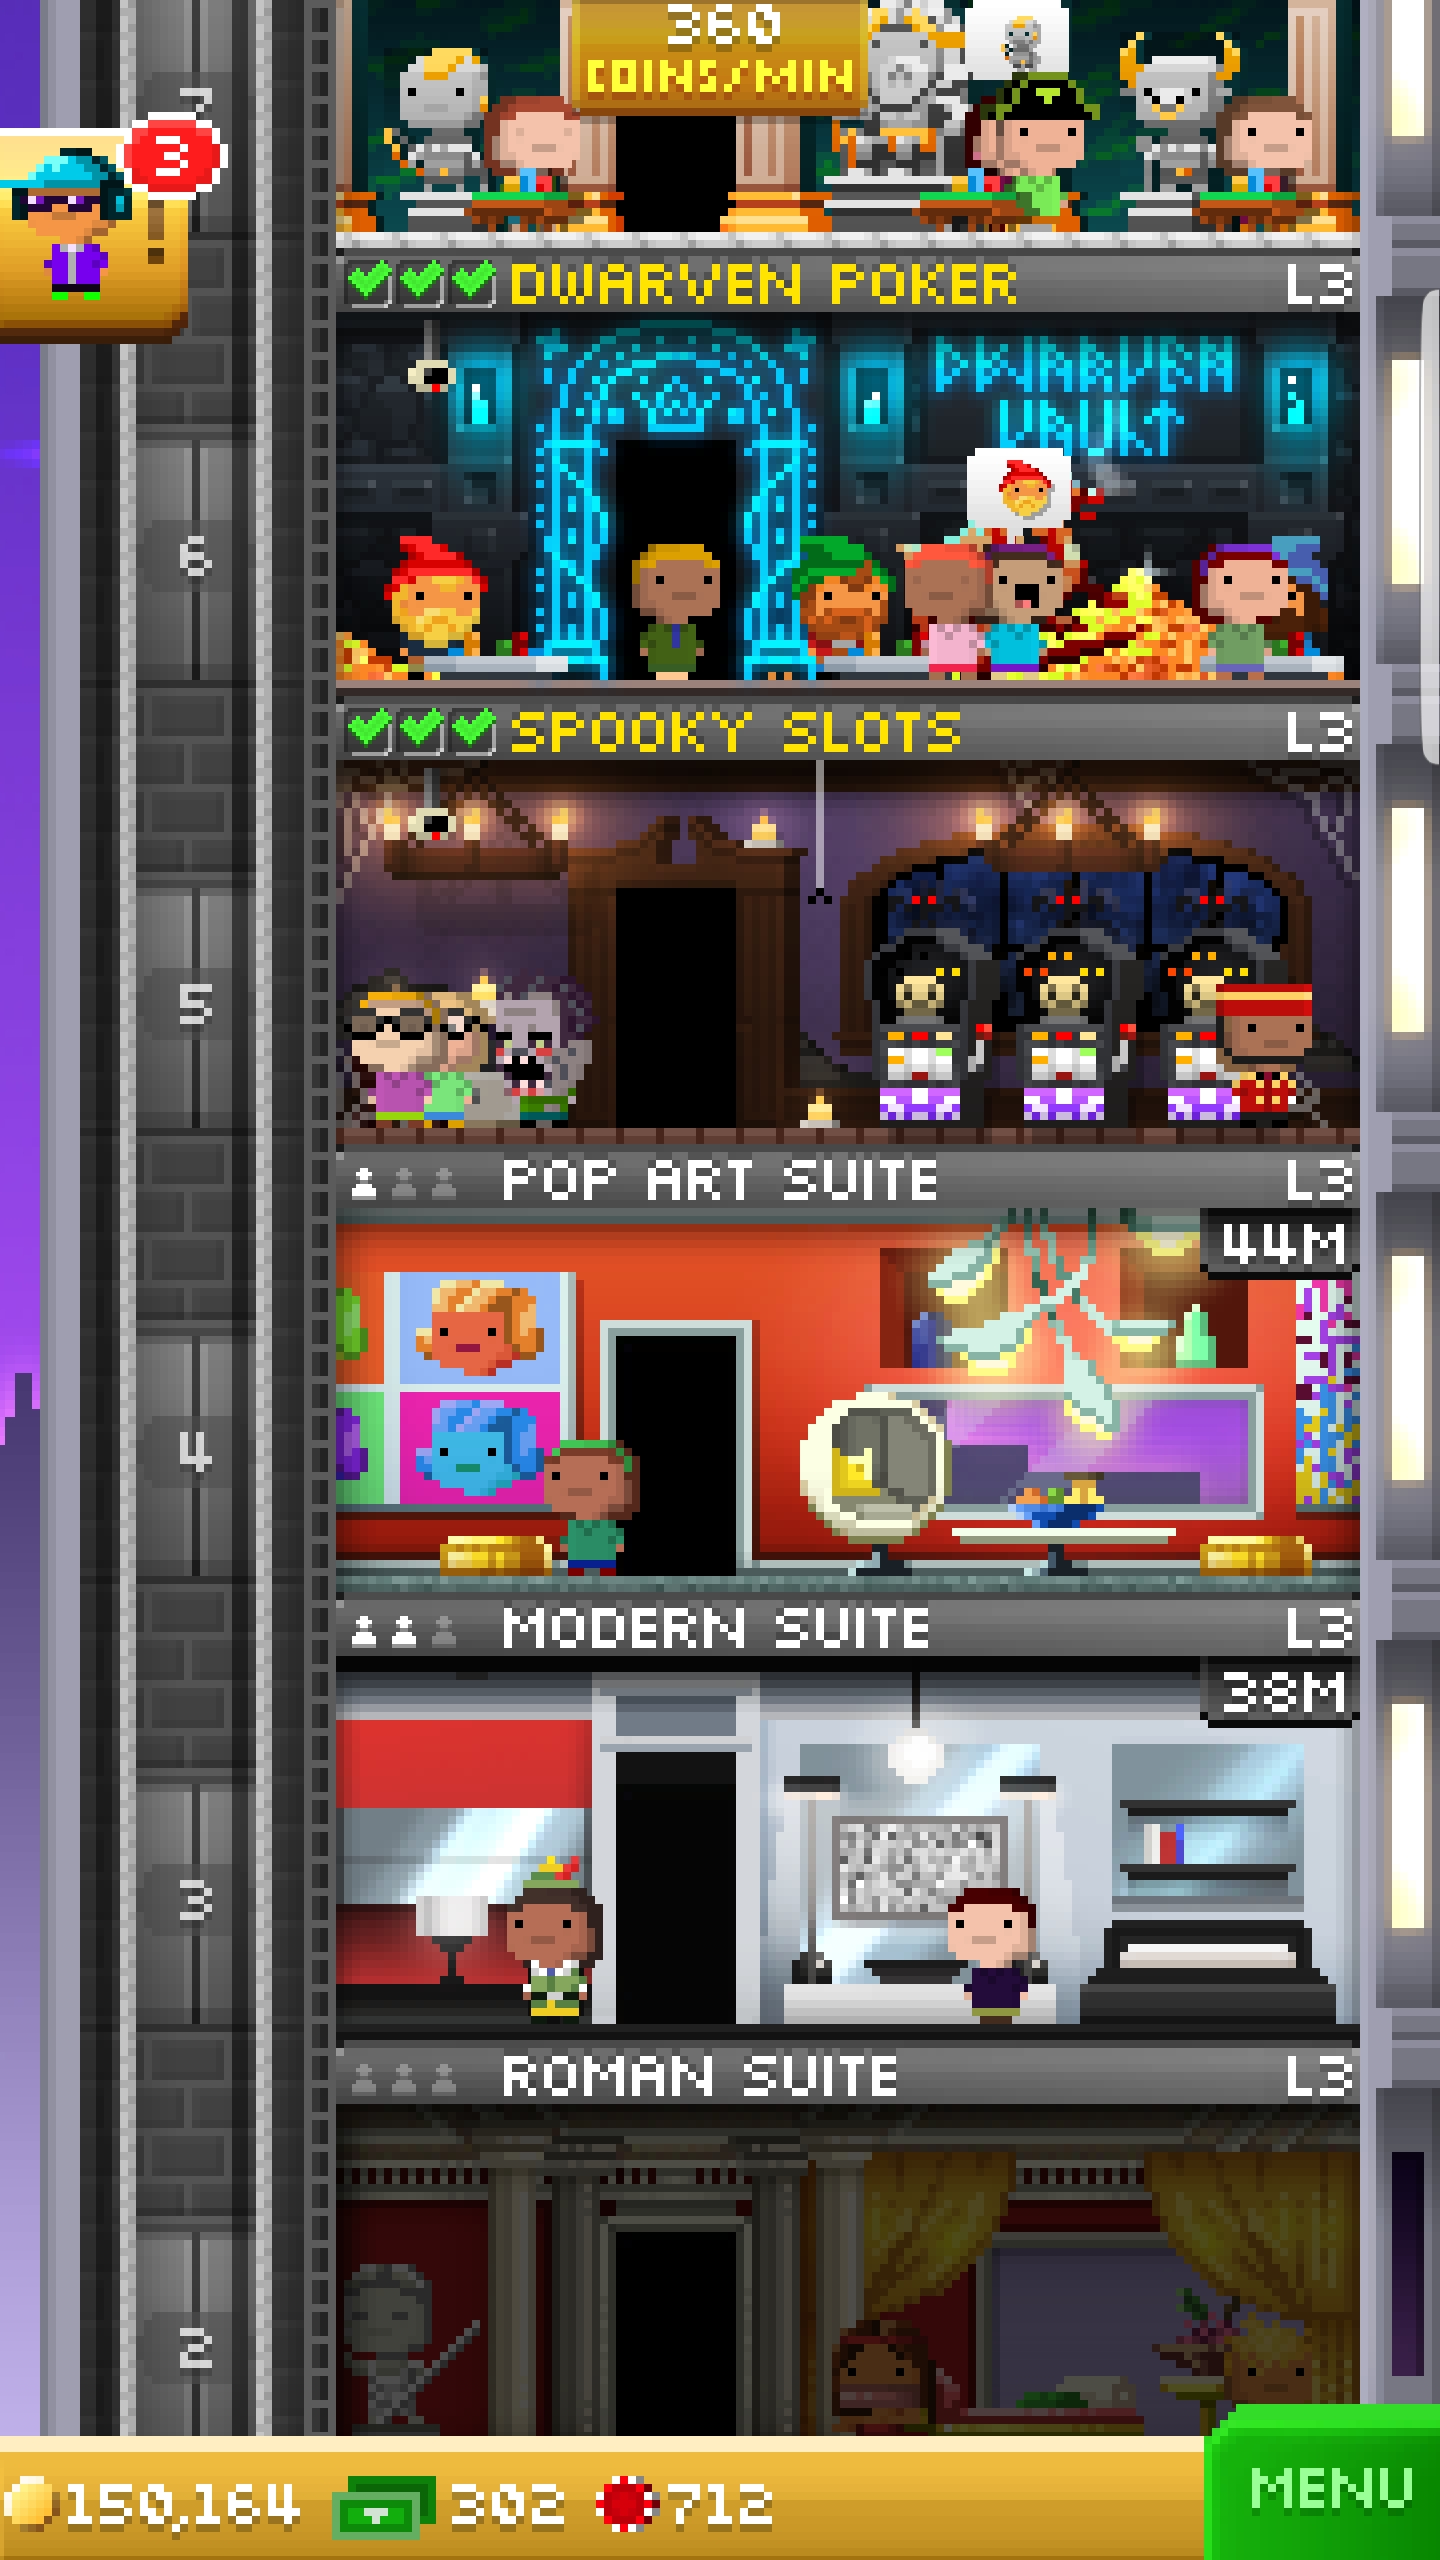 360
COINS/MIN
7
3
!
DWARVEN POKER L3
DWARVEN
VAULT
6
SPOOKY SLOTS L3
5
POP ART SUITE L3
44M
4
MODERN SUITE L3
38M
3
ROMAN SUITE L3
2
150,164 302 712
MENU